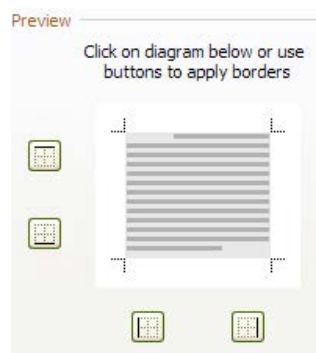 Preview
Click on diagram below or use
buttons to apply borders